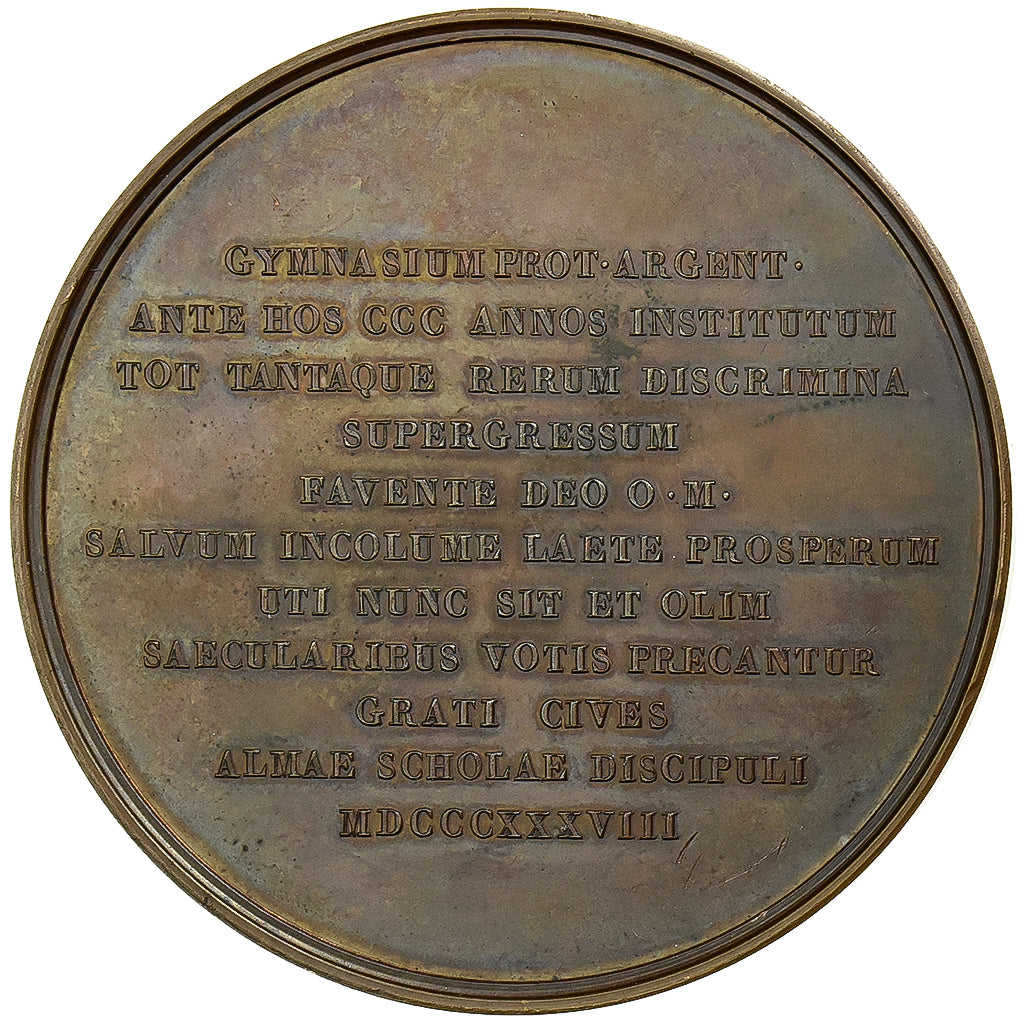 GYMNASIUM PROT·ARGENT·
ANTE HOS CCC ANNOS INSTITUTUM
TOT TANTAQUE RERUM DISCRIMINA
SUPERGRESSUM
FAVENTE DEO O·M·
SALVUM INCOLUME LAETE PROSPERUM
UTI NUNC SIT ET OLIM
SAECULARIBUS VOTIS PRECANTUR
GRATI CIVES
ALMAE SCHOLAE DISCIPULI
MDCCCXXXVIII